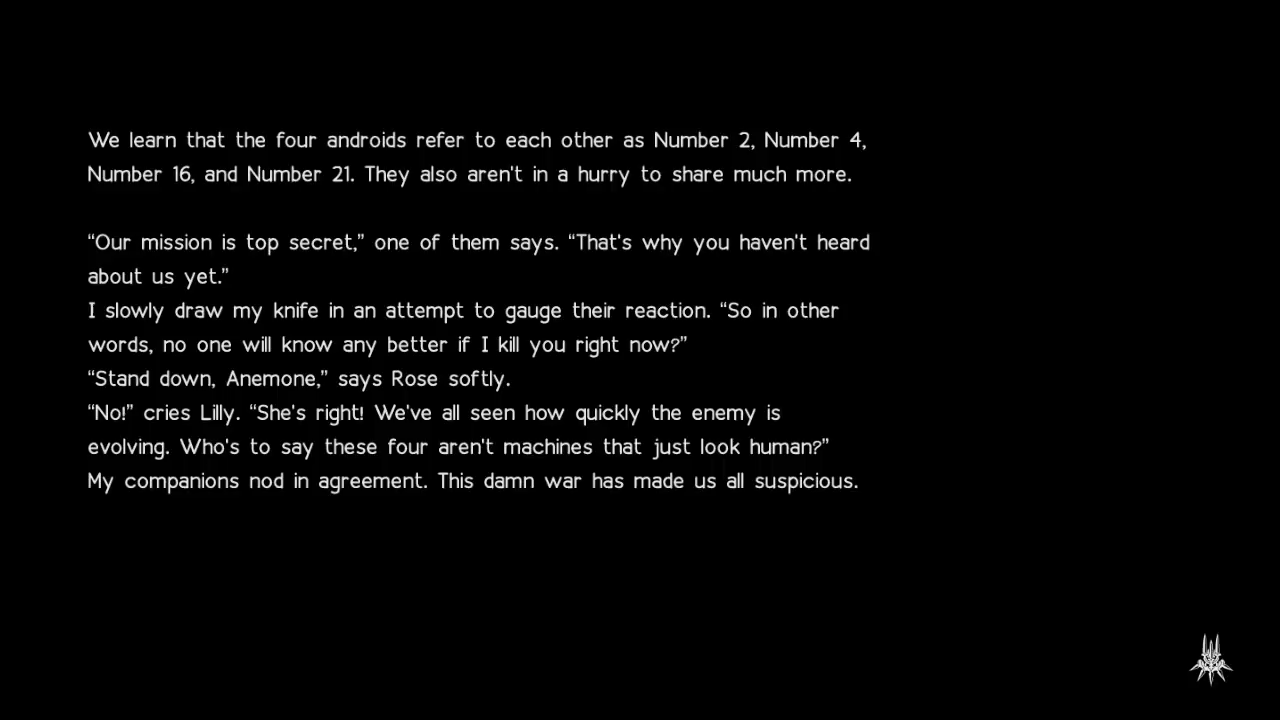 We learn that the four androids refer to each other as Number 2, Number 4,
Number 16, and Number 21. They also aren't in a hurry to share much more.
“Our mission is top secret,” one of them says. “That's why you haven't heard
about us yet.”
I slowly draw my knife in an attempt to gauge their reaction. “So in other
words, no one will know any better if I kill you right now?”
“Stand down, Anemone,” says Rose softly.
“No!” cries Lilly. “She's right! We've all seen how quickly the enemy is
evolving. Who's to say these four aren't machines that just look human?”
My companions nod in agreement. This damn war has made us all suspicious.